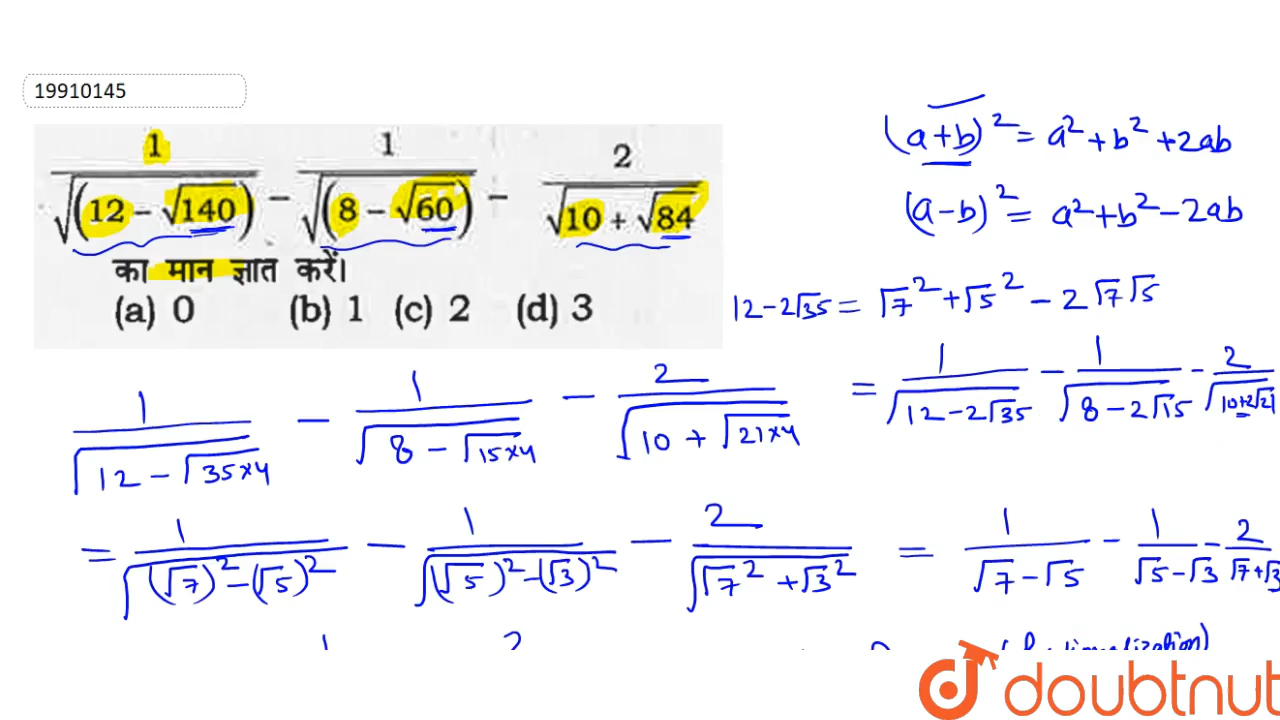 19910145
1/√(12 − √140) − 1/√(8 − √60) − 2/√10 + √84
का मान ज्ञात करें।
(a) 0 (b) 1 (c) 2 (d) 3
(a+b)² = a² + b² + 2ab
(a−b)² = a² + b² − 2ab
12 − 2√35 = √7² + √5² − 2√7√5
1/√(12 − √(35×4)) − 1/√(8 − √(15×4)) − 2/√(10 + √(21×4))
= 1/√(12 − 2√35) − 1/√(8 − 2√15) − 2/√(10+2√21)
= 1/√((√7)² − (√5)²) − 1/√((√5)² − (√3)²) − 2/√(√7² + √3²)
= 1/(√7 − √5) − 1/(√5 − √3) − 2/(√7 + √3)
doubtnut